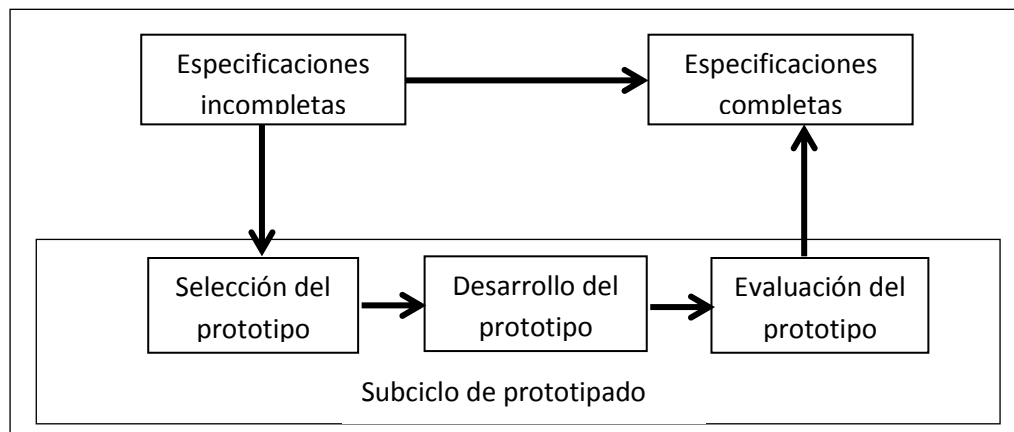 Especificaciones
incompletas
Especificaciones
completas
Selección del
prototipo
Desarrollo del
prototipo
Evaluación del
prototipo
Subciclo de prototipado